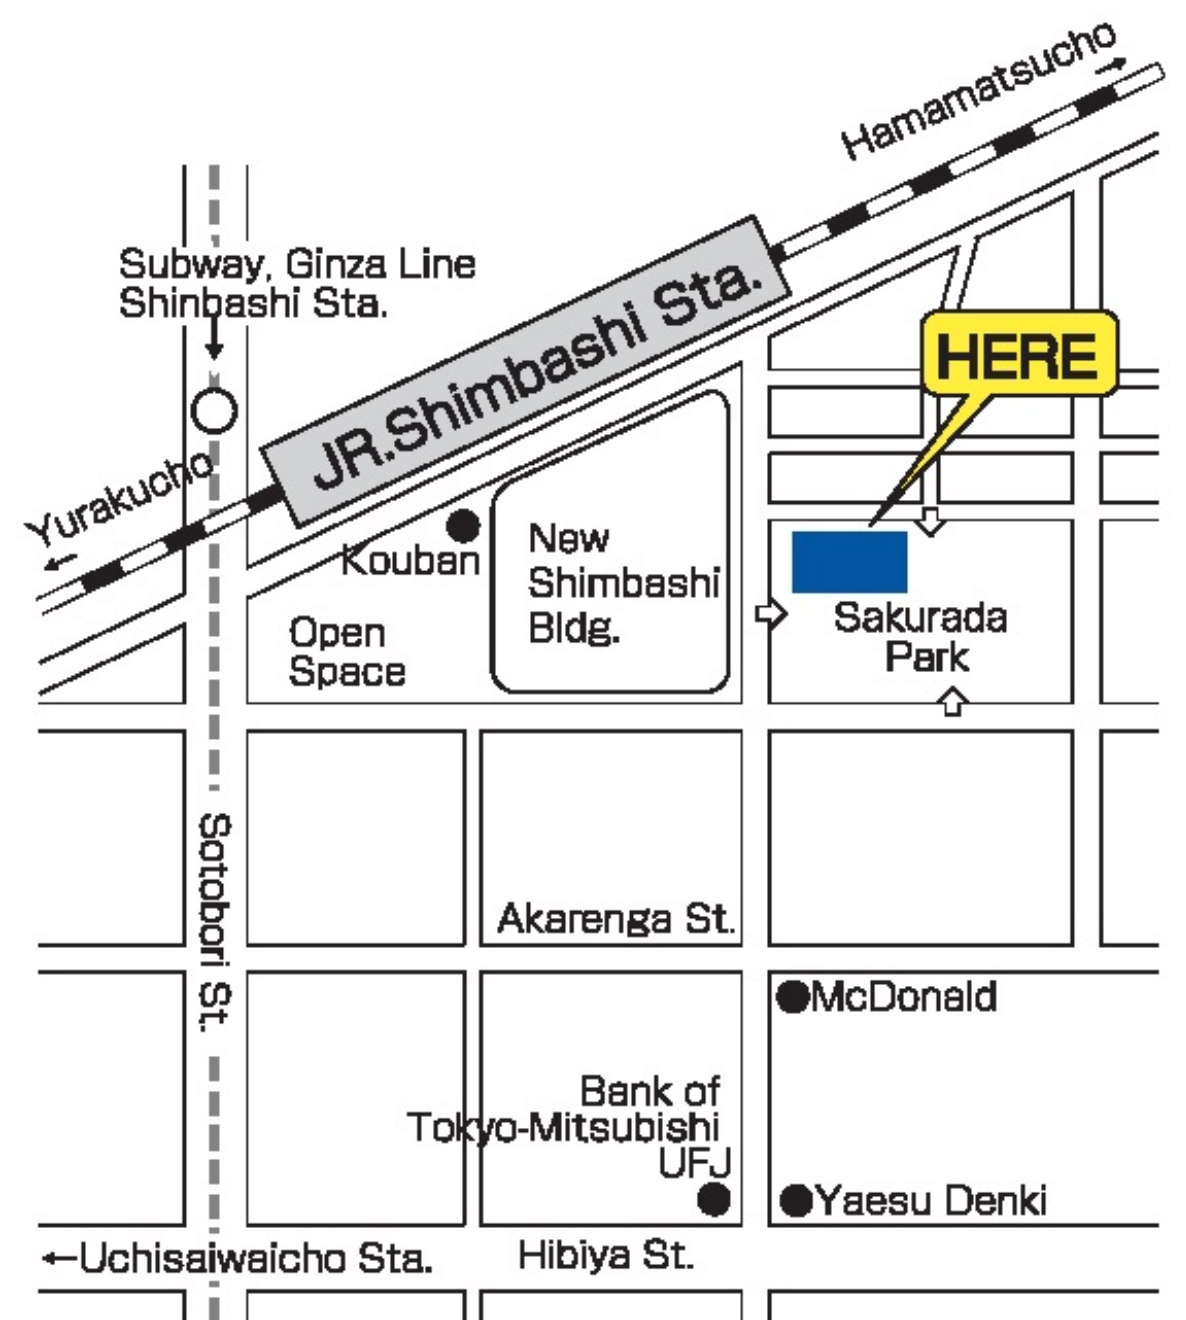 Hamamatsucho
→
Subway, Ginza Line
Shinbashi Sta.
JR.Shimbashi Sta.
HERE
Yurakucho
←
Kouban
New
Shimbashi
Bldg.
Open
Space
Sakurada
Park
Sotobori St.
Akarenga St.
McDonald
Bank of
Tokyo-Mitsubishi
UFJ
Yaesu Denki
←Uchisaiwaicho Sta.
Hibiya St.